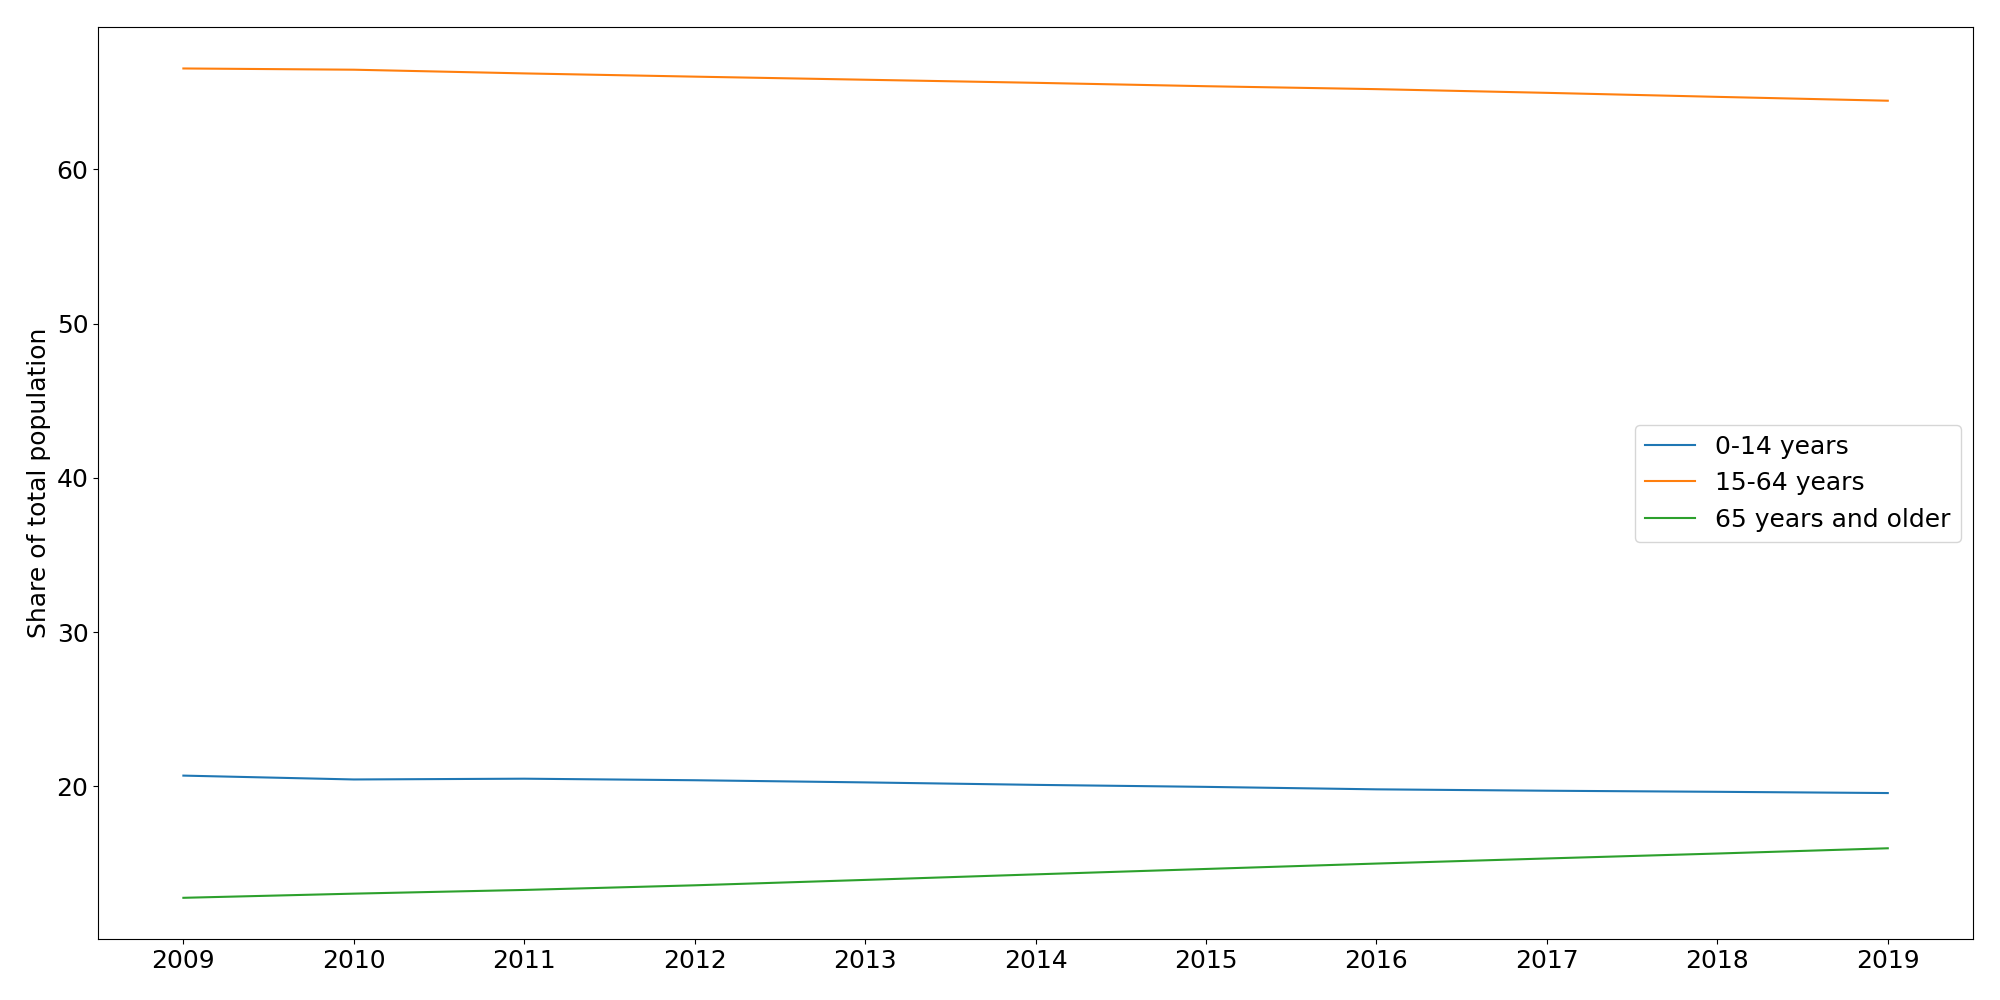 Share of total population
60
50
40
30
20
0-14 years
15-64 years
65 years and older
2009 2010 2011 2012 2013 2014 2015 2016 2017 2018 2019